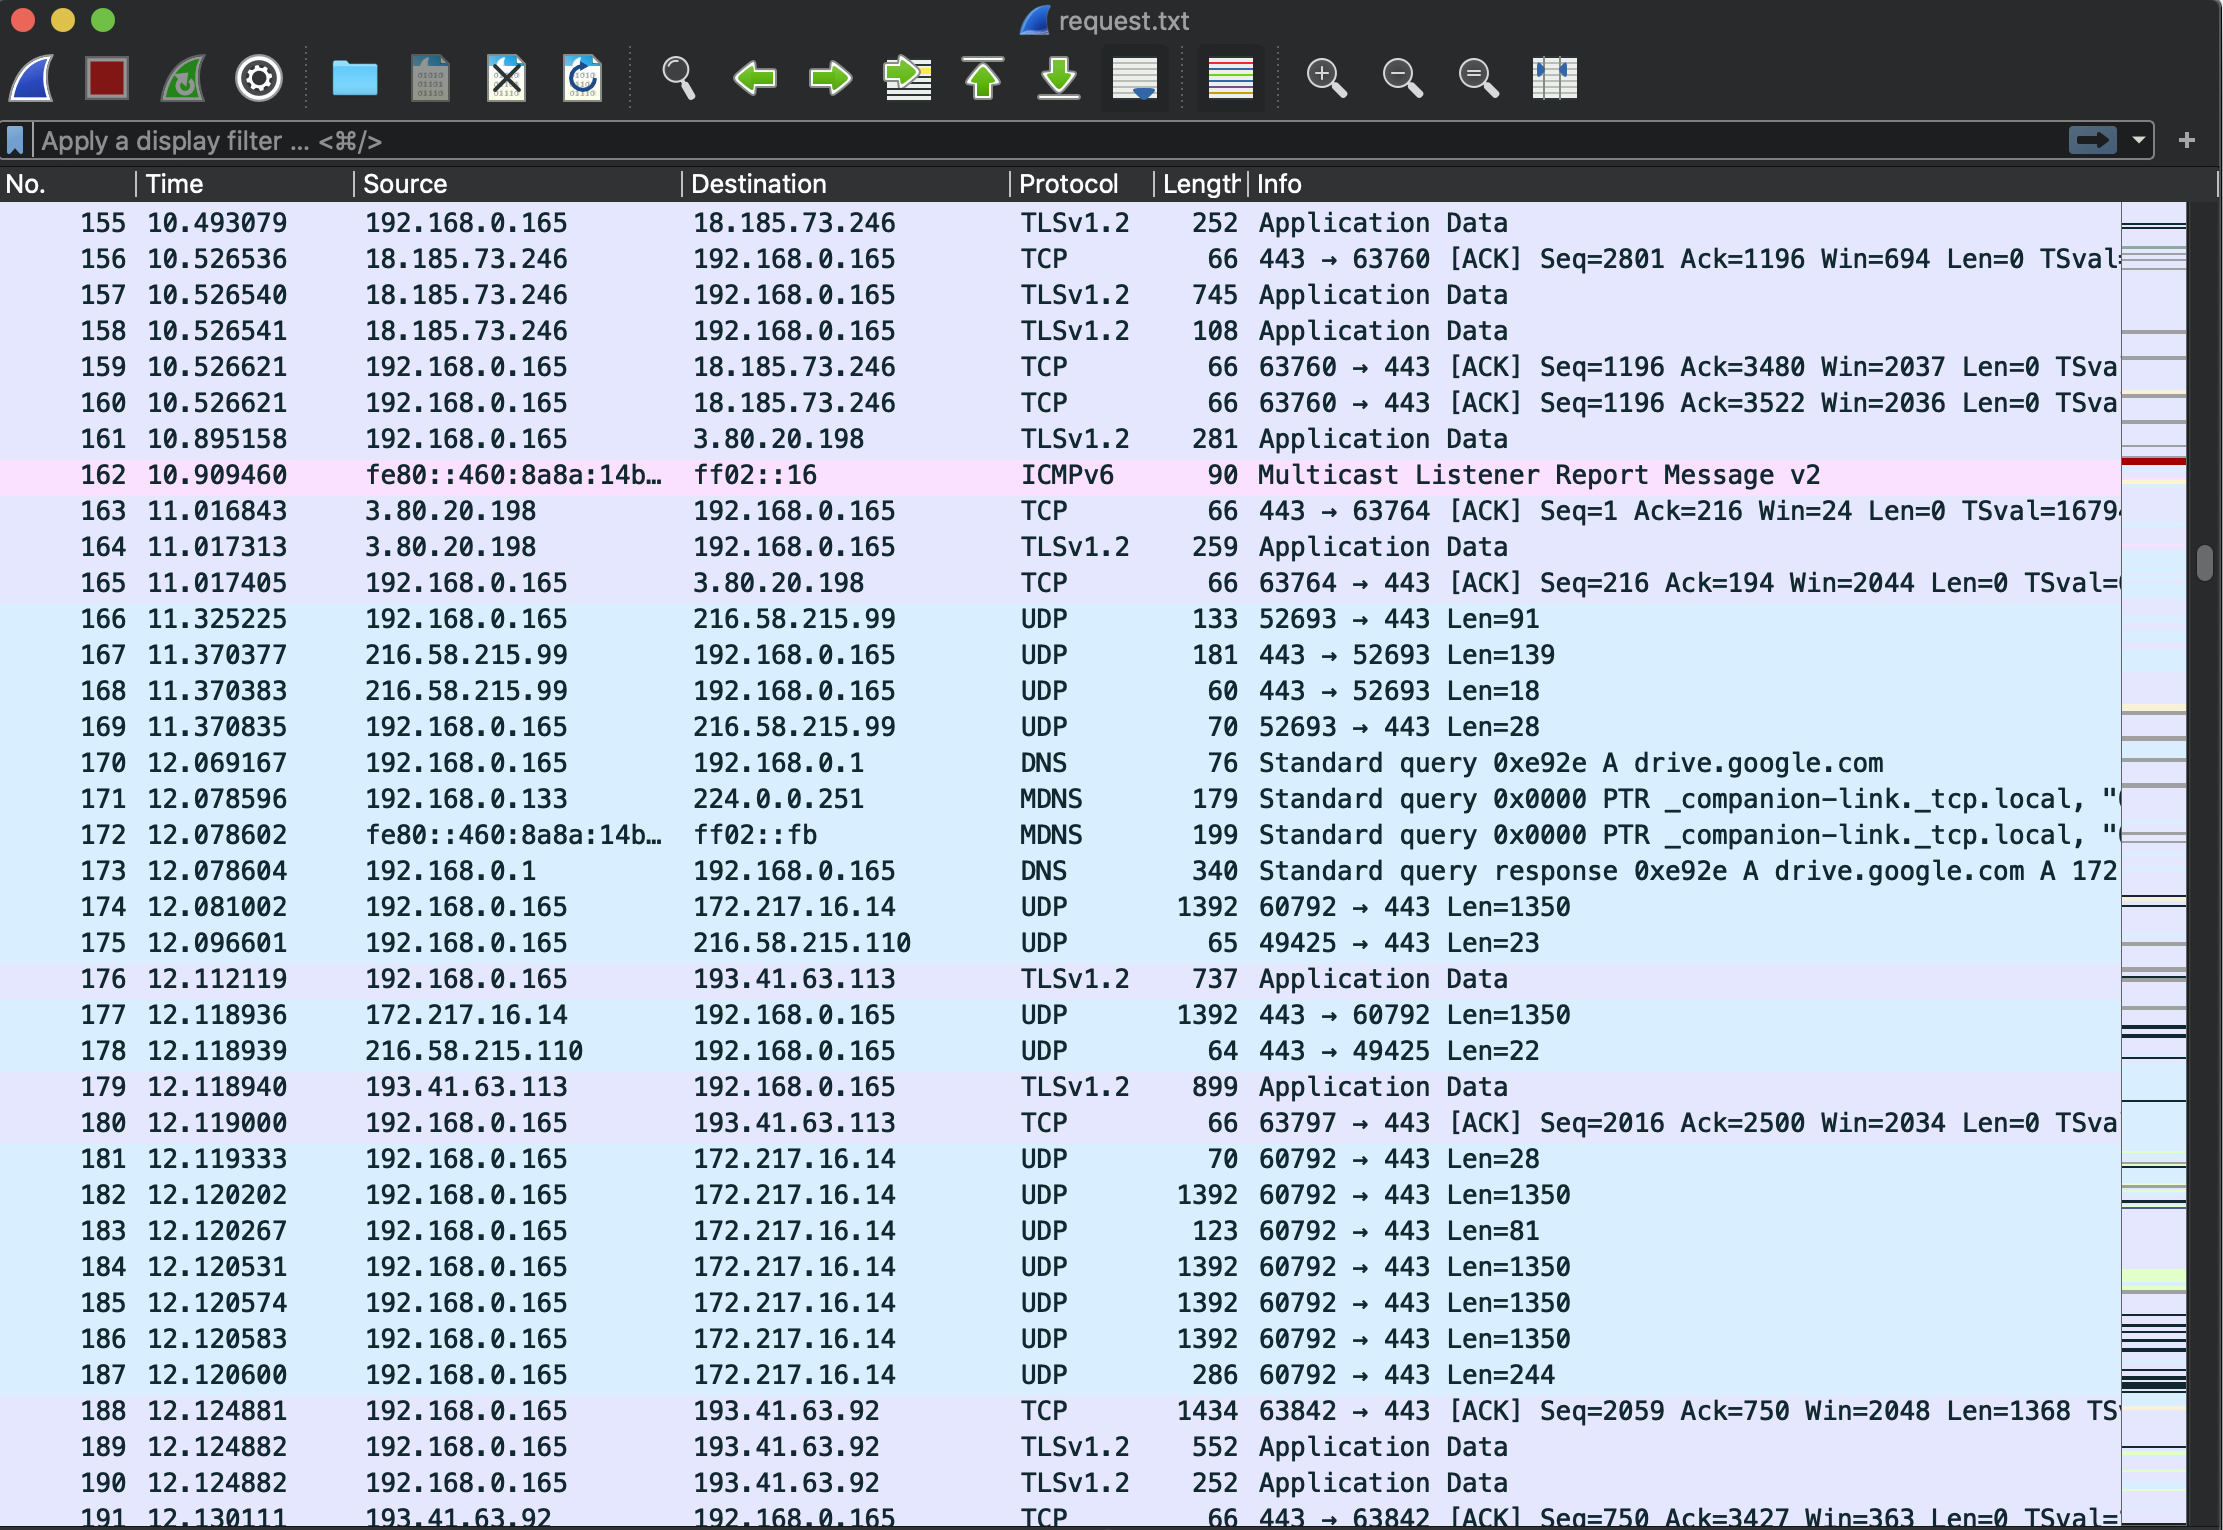 request.txt
Apply a display filter ... <⌘/>
No. Time Source Destination Protocol Length Info
155 10.493079 192.168.0.165 18.185.73.246 TLSv1.2 252 Application Data
156 10.526536 18.185.73.246 192.168.0.165 TCP 66 443 → 63760 [ACK] Seq=2801 Ack=1196 Win=694 Len=0 TSval=
157 10.526540 18.185.73.246 192.168.0.165 TLSv1.2 745 Application Data
158 10.526541 18.185.73.246 192.168.0.165 TLSv1.2 108 Application Data
159 10.526621 192.168.0.165 18.185.73.246 TCP 66 63760 → 443 [ACK] Seq=1196 Ack=3480 Win=2037 Len=0 TSva
160 10.526621 192.168.0.165 18.185.73.246 TCP 66 63760 → 443 [ACK] Seq=1196 Ack=3522 Win=2036 Len=0 TSva
161 10.895158 192.168.0.165 3.80.20.198 TLSv1.2 281 Application Data
162 10.909460 fe80::460:8a8a:14b… ff02::16 ICMPv6 90 Multicast Listener Report Message v2
163 11.016843 3.80.20.198 192.168.0.165 TCP 66 443 → 63764 [ACK] Seq=1 Ack=216 Win=24 Len=0 TSval=1679
164 11.017313 3.80.20.198 192.168.0.165 TLSv1.2 259 Application Data
165 11.017405 192.168.0.165 3.80.20.198 TCP 66 63764 → 443 [ACK] Seq=216 Ack=194 Win=2044 Len=0 TSval=
166 11.325225 192.168.0.165 216.58.215.99 UDP 133 52693 → 443 Len=91
167 11.370377 216.58.215.99 192.168.0.165 UDP 181 443 → 52693 Len=139
168 11.370383 216.58.215.99 192.168.0.165 UDP 60 443 → 52693 Len=18
169 11.370835 192.168.0.165 216.58.215.99 UDP 70 52693 → 443 Len=28
170 12.069167 192.168.0.165 192.168.0.1 DNS 76 Standard query 0xe92e A drive.google.com
171 12.078596 192.168.0.133 224.0.0.251 MDNS 179 Standard query 0x0000 PTR _companion-link._tcp.local, "
172 12.078602 fe80::460:8a8a:14b… ff02::fb MDNS 199 Standard query 0x0000 PTR _companion-link._tcp.local, "
173 12.078604 192.168.0.1 192.168.0.165 DNS 340 Standard query response 0xe92e A drive.google.com A 172
174 12.081002 192.168.0.165 172.217.16.14 UDP 1392 60792 → 443 Len=1350
175 12.096601 192.168.0.165 216.58.215.110 UDP 65 49425 → 443 Len=23
176 12.112119 192.168.0.165 193.41.63.113 TLSv1.2 737 Application Data
177 12.118936 172.217.16.14 192.168.0.165 UDP 1392 443 → 60792 Len=1350
178 12.118939 216.58.215.110 192.168.0.165 UDP 64 443 → 49425 Len=22
179 12.118940 193.41.63.113 192.168.0.165 TLSv1.2 899 Application Data
180 12.119000 192.168.0.165 193.41.63.113 TCP 66 63797 → 443 [ACK] Seq=2016 Ack=2500 Win=2034 Len=0 TSva
181 12.119333 192.168.0.165 172.217.16.14 UDP 70 60792 → 443 Len=28
182 12.120202 192.168.0.165 172.217.16.14 UDP 1392 60792 → 443 Len=1350
183 12.120267 192.168.0.165 172.217.16.14 UDP 123 60792 → 443 Len=81
184 12.120531 192.168.0.165 172.217.16.14 UDP 1392 60792 → 443 Len=1350
185 12.120574 192.168.0.165 172.217.16.14 UDP 1392 60792 → 443 Len=1350
186 12.120583 192.168.0.165 172.217.16.14 UDP 1392 60792 → 443 Len=1350
187 12.120600 192.168.0.165 172.217.16.14 UDP 286 60792 → 443 Len=244
188 12.124881 192.168.0.165 193.41.63.92 TCP 1434 63842 → 443 [ACK] Seq=2059 Ack=750 Win=2048 Len=1368 TS
189 12.124882 192.168.0.165 193.41.63.92 TLSv1.2 552 Application Data
190 12.124882 192.168.0.165 193.41.63.92 TLSv1.2 252 Application Data
191 12.130111 193.41.63.92 192.168.0.165 TCP 66 443 → 63842 [ACK] Seq=750 Ack=3427 Win=363 Len=0 TSval=